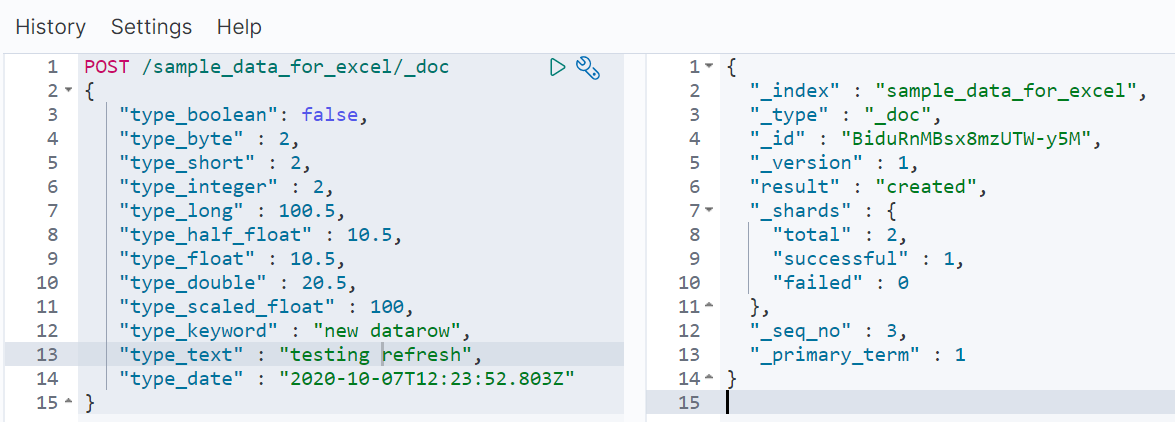 History Settings Help
1 POST /sample_data_for_excel/_doc
2 {
3 "type_boolean": false,
4 "type_byte" : 2,
5 "type_short" : 2,
6 "type_integer" : 2,
7 "type_long" : 100.5,
8 "type_half_float" : 10.5,
9 "type_float" : 10.5,
10 "type_double" : 20.5,
11 "type_scaled_float" : 100,
12 "type_keyword" : "new datarow",
13 "type_text" : "testing refresh",
14 "type_date" : "2020-10-07T12:23:52.803Z"
15 }
1 {
2 "_index" : "sample_data_for_excel",
3 "_type" : "_doc",
4 "_id" : "BiduRnMBsx8mzUTW-y5M",
5 "_version" : 1,
6 "result" : "created",
7 "_shards" : {
8 "total" : 2,
9 "successful" : 1,
10 "failed" : 0
11 },
12 "_seq_no" : 3,
13 "_primary_term" : 1
14 }
15